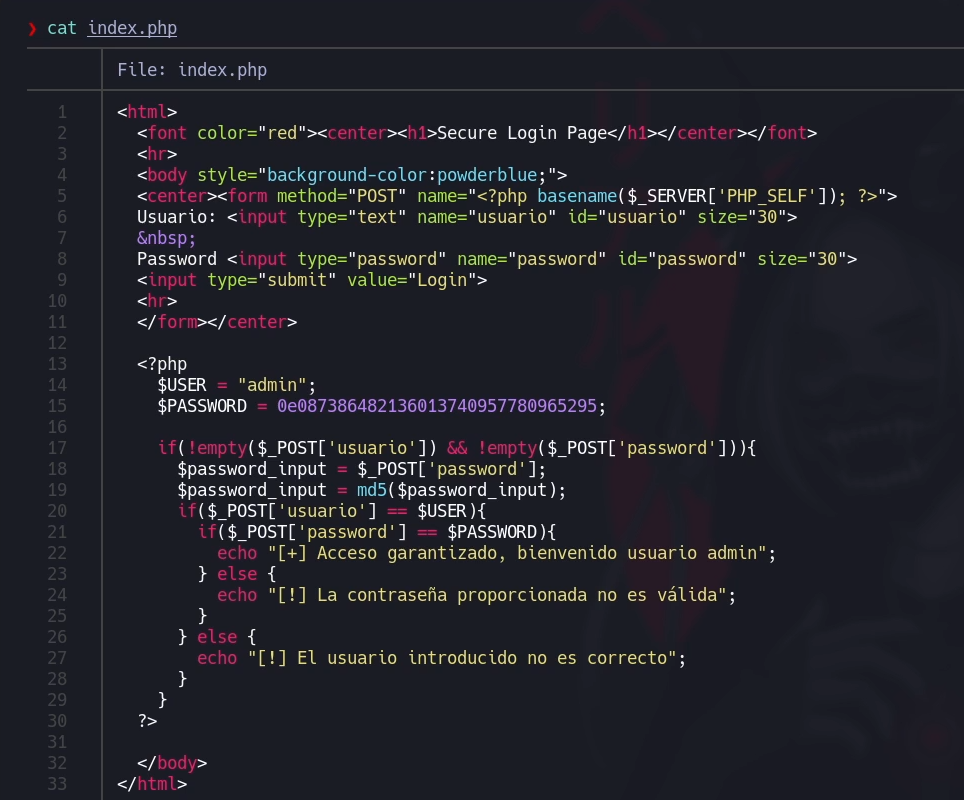 ❯ cat index.php
File: index.php
1 <html>
2 <font color="red"><center><h1>Secure Login Page</h1></center></font>
3 <hr>
4 <body style="background-color:powderblue;">
5 <center><form method="POST" name="<?php basename($_SERVER['PHP_SELF']); ?>">
6 Usuario: <input type="text" name="usuario" id="usuario" size="30">
7 &nbsp;
8 Password <input type="password" name="password" id="password" size="30">
9 <input type="submit" value="Login">
10 <hr>
11 </form></center>
12
13 <?php
14 $USER = "admin";
15 $PASSWORD = 0e087386482136013740957780965295;
16
17 if(!empty($_POST['usuario']) && !empty($_POST['password'])){
18 $password_input = $_POST['password'];
19 $password_input = md5($password_input);
20 if($_POST['usuario'] == $USER){
21 if($_POST['password'] == $PASSWORD){
22 echo "[+] Acceso garantizado, bienvenido usuario admin";
23 } else {
24 echo "[!] La contraseña proporcionada no es válida";
25 }
26 } else {
27 echo "[!] El usuario introducido no es correcto";
28 }
29 }
30 ?>
31
32 </body>
33 </html>